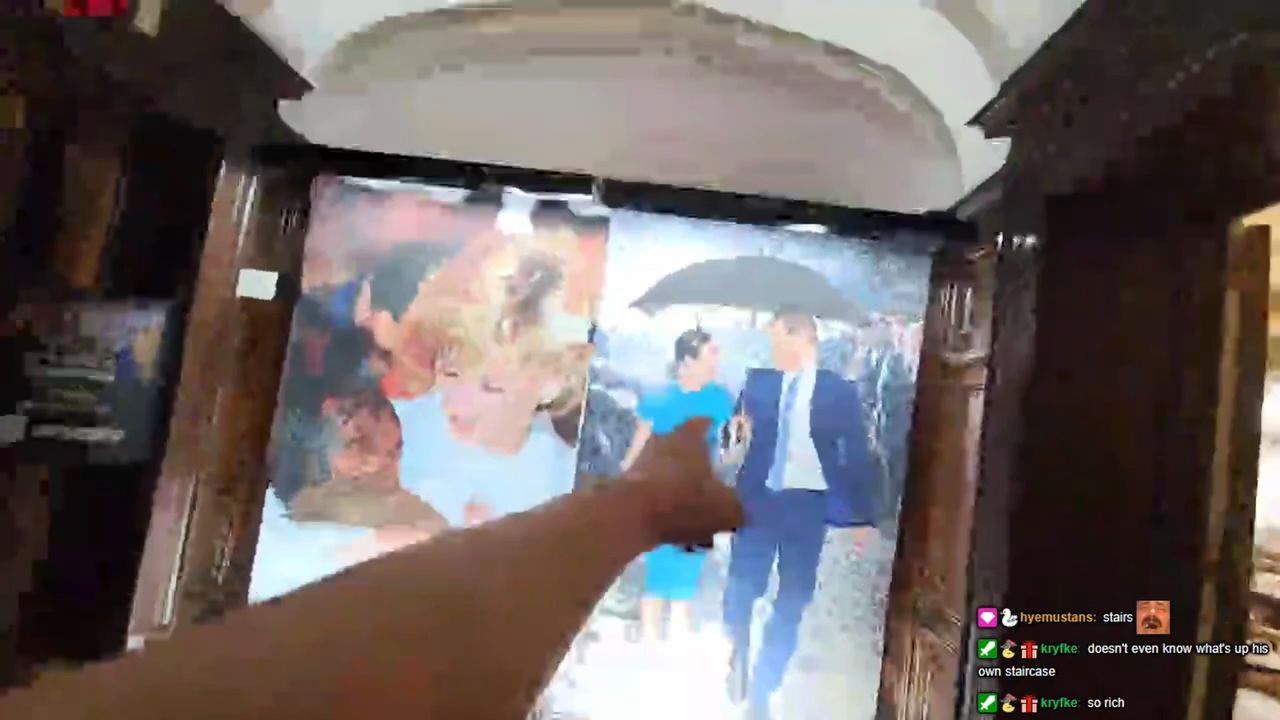 hyemustans: stairs
kryfke: doesn't even know what's up his
own staircase
kryfke: so rich